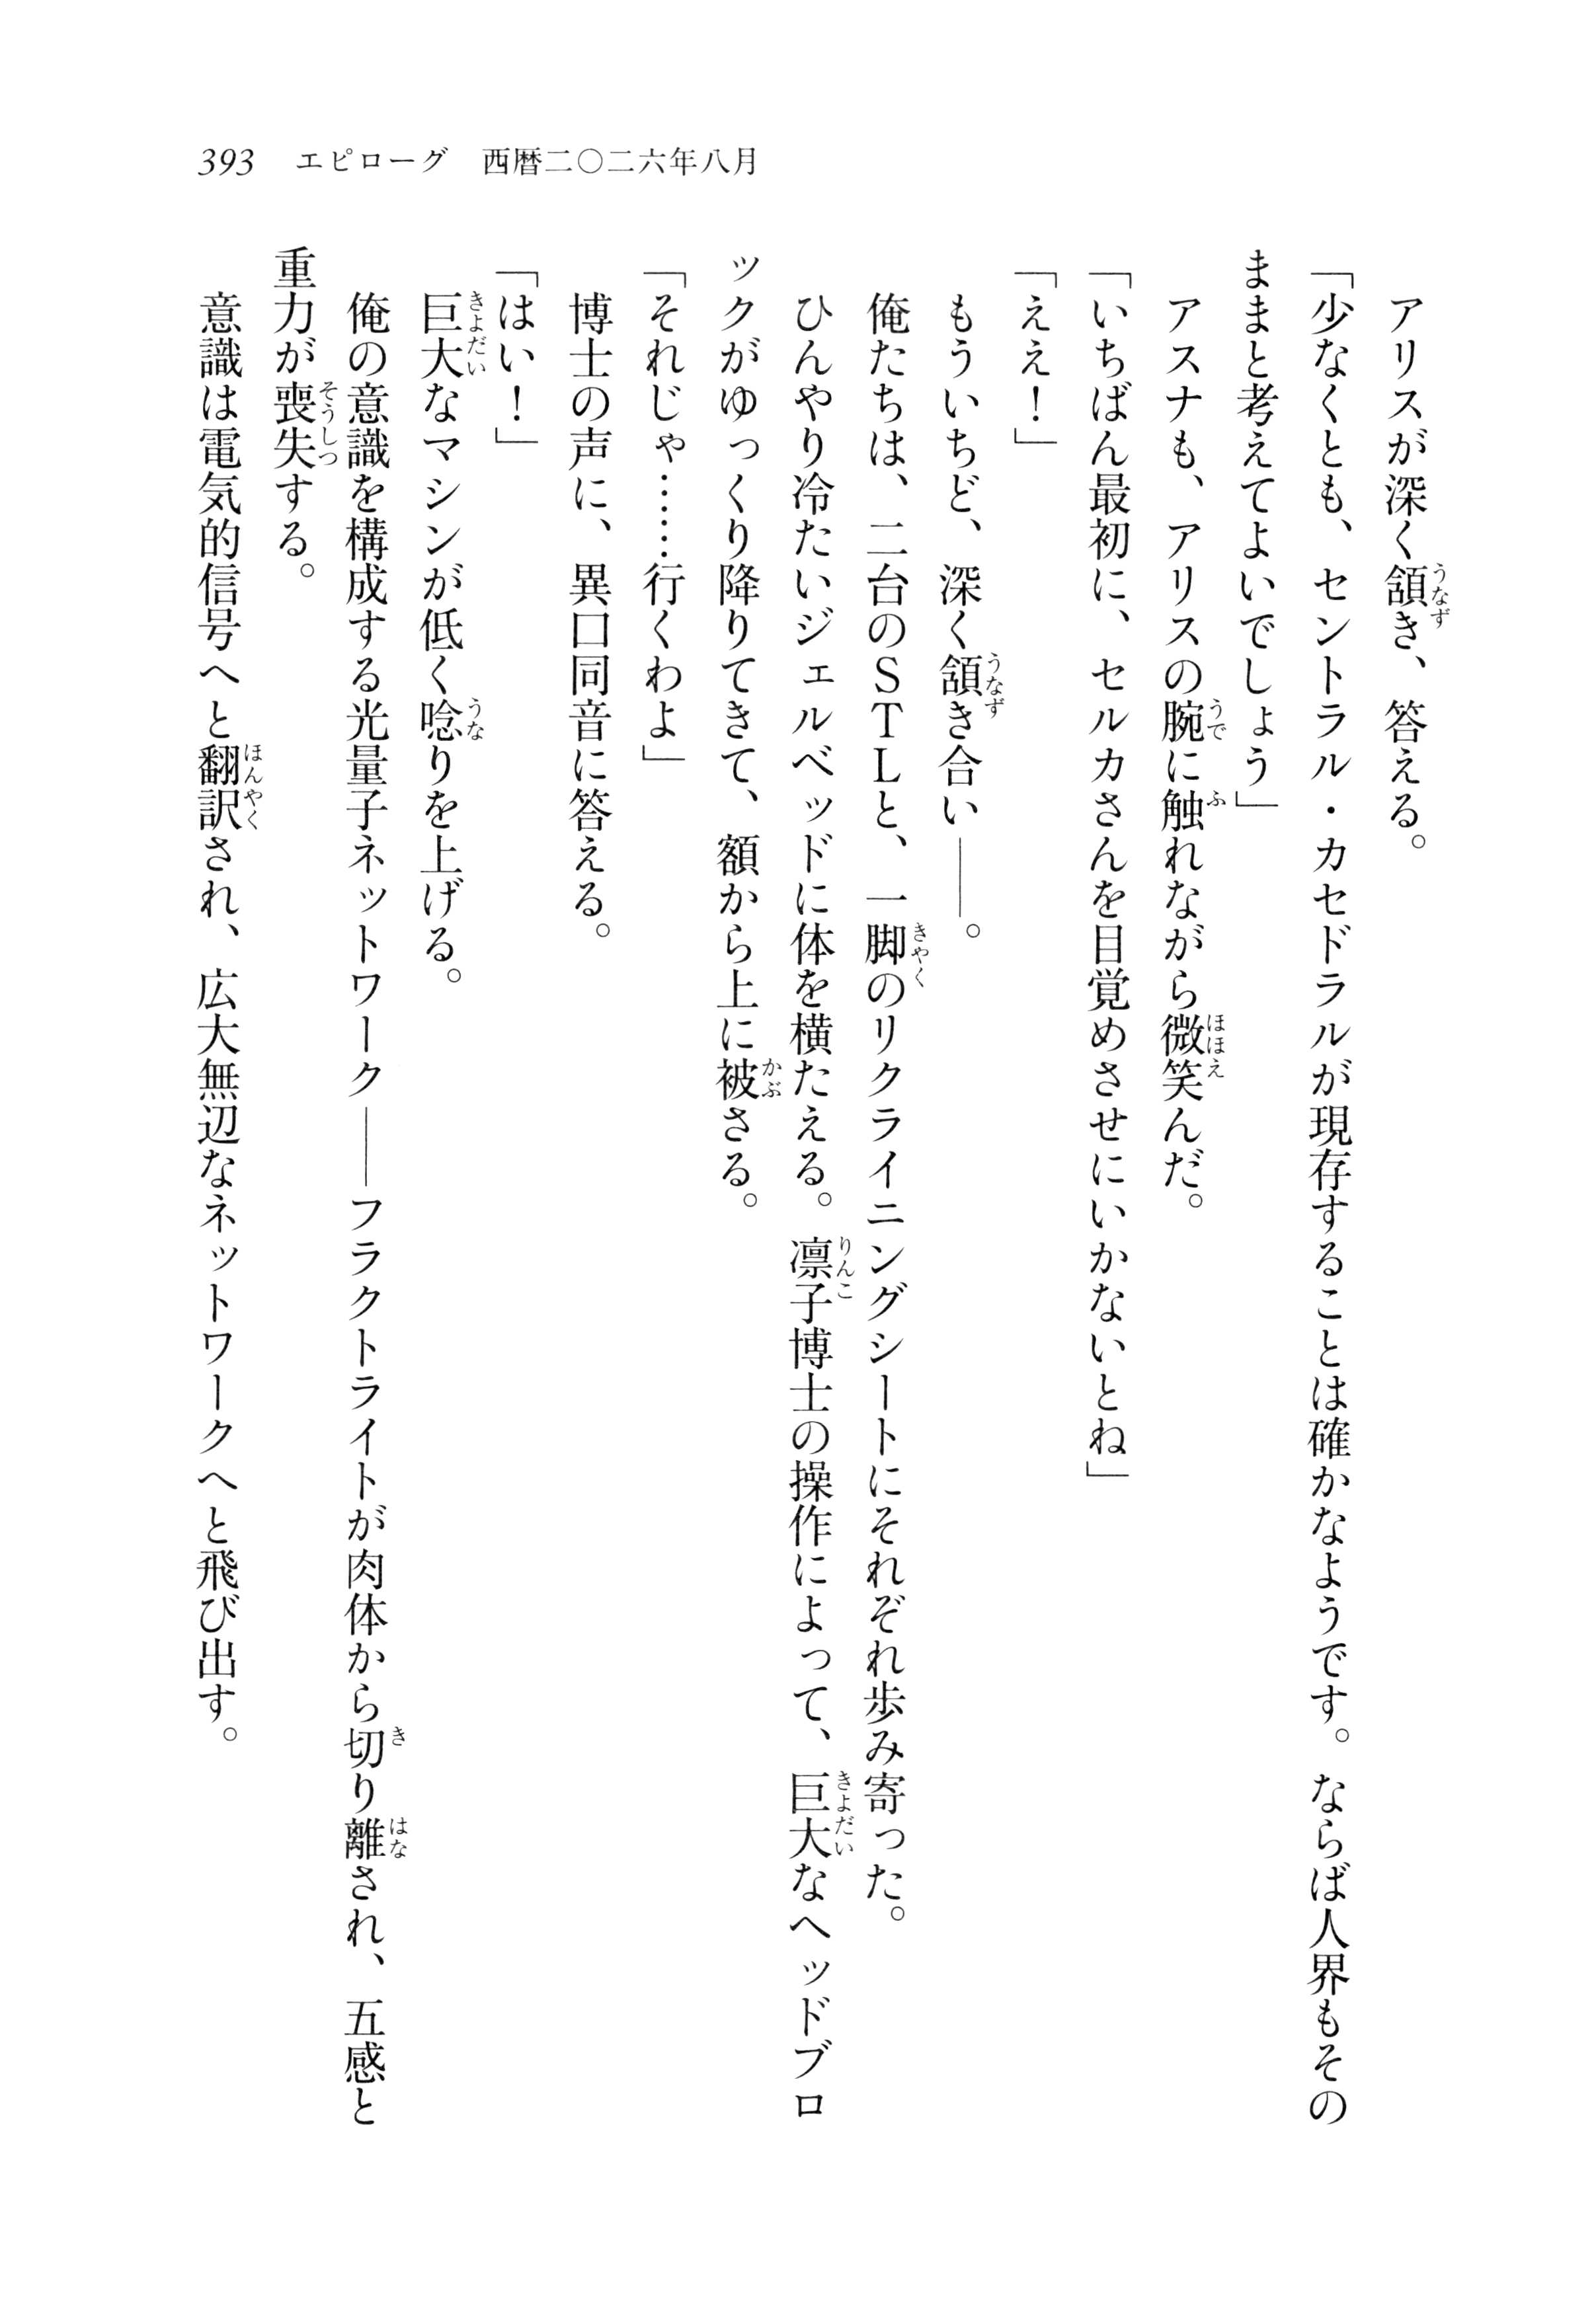 393　エピローグ　西暦二〇二六年八月
　アリスが深く頷き、答える。
「少なくとも、セントラル・カセドラルが現存することは確かなようです。ならば人界もその
ままと考えてよいでしょう」
　アスナも、アリスの腕に触れながら微笑んだ。
「いちばん最初に、セルカさんを目覚めさせにいかないとね」
「ええ！」
　もういちど、深く頷き合い――。
　俺たちは、二台のＳＴＬと、一脚のリクライニングシートにそれぞれ歩み寄った。
　ひんやり冷たいジェルベッドに体を横たえる。凛子博士の操作によって、巨大なヘッドブロ
ックがゆっくり降りてきて、額から上に被さる。
「それじゃ……行くわよ」
　博士の声に、異口同音に答える。
「はい！」
　巨大なマシンが低く唸りを上げる。
　俺の意識を構成する光量子ネットワーク――フラクトライトが肉体から切り離され、五感と
重力が喪失する。
　意識は電気的信号へと翻訳され、広大無辺なネットワークへと飛び出す。